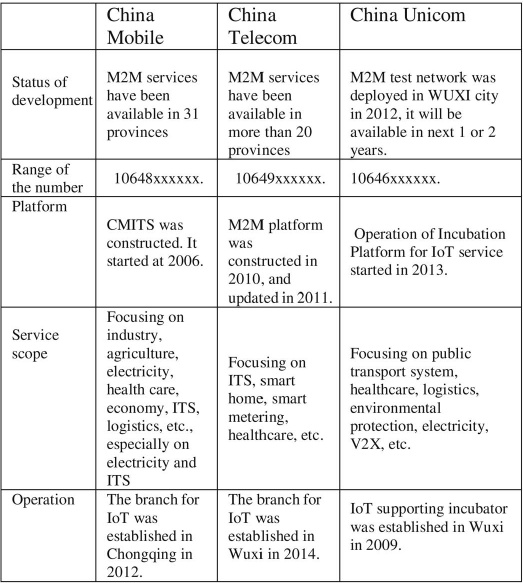 China Mobile
China Telecom
China Unicom
Status of development
M2M services have been available in 31 provinces
M2M services have been available in more than 20 provinces
M2M test network was deployed in WUXI city in 2012, it will be available in next 1 or 2 years.
Range of the number
10648xxxxxx.
10649xxxxxx.
10646xxxxxx.
Platform
CMITS was constructed. It started at 2006.
M2M platform was constructed in 2010, and updated in 2011.
Operation of Incubation Platform for IoT service started in 2013.
Service scope
Focusing on industry, agriculture, electricity, health care, economy, ITS, logistics, etc., especially on electricity and ITS
Focusing on ITS, smart home, smart metering, healthcare, etc.
Focusing on public transport system, healthcare, logistics, environmental protection, electricity, V2X, etc.
Operation
The branch for IoT was established in Chongqing in 2012.
The branch for IoT was established in Wuxi in 2014.
IoT supporting incubator was established in Wuxi in 2009.